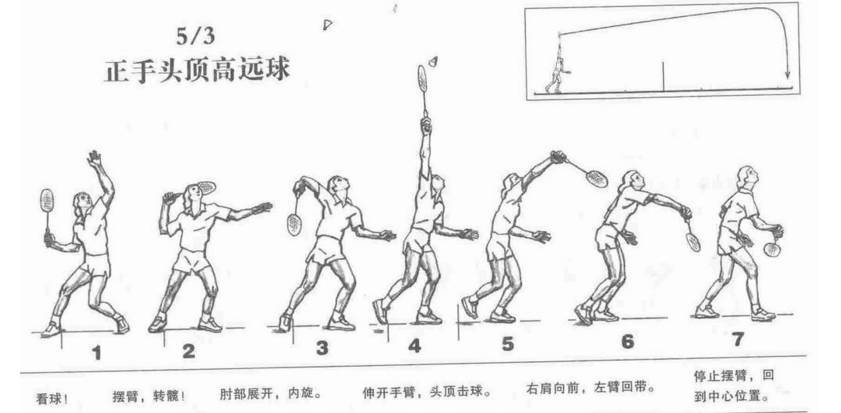 5/3
正手头顶高远球
1
2
3
4
5
6
7
看球!
摆臂，转髋!
肘部展开，内旋。
伸开手臂，头顶击球。
右肩向前，左臂回带。
停止摆臂，回
到中心位置。